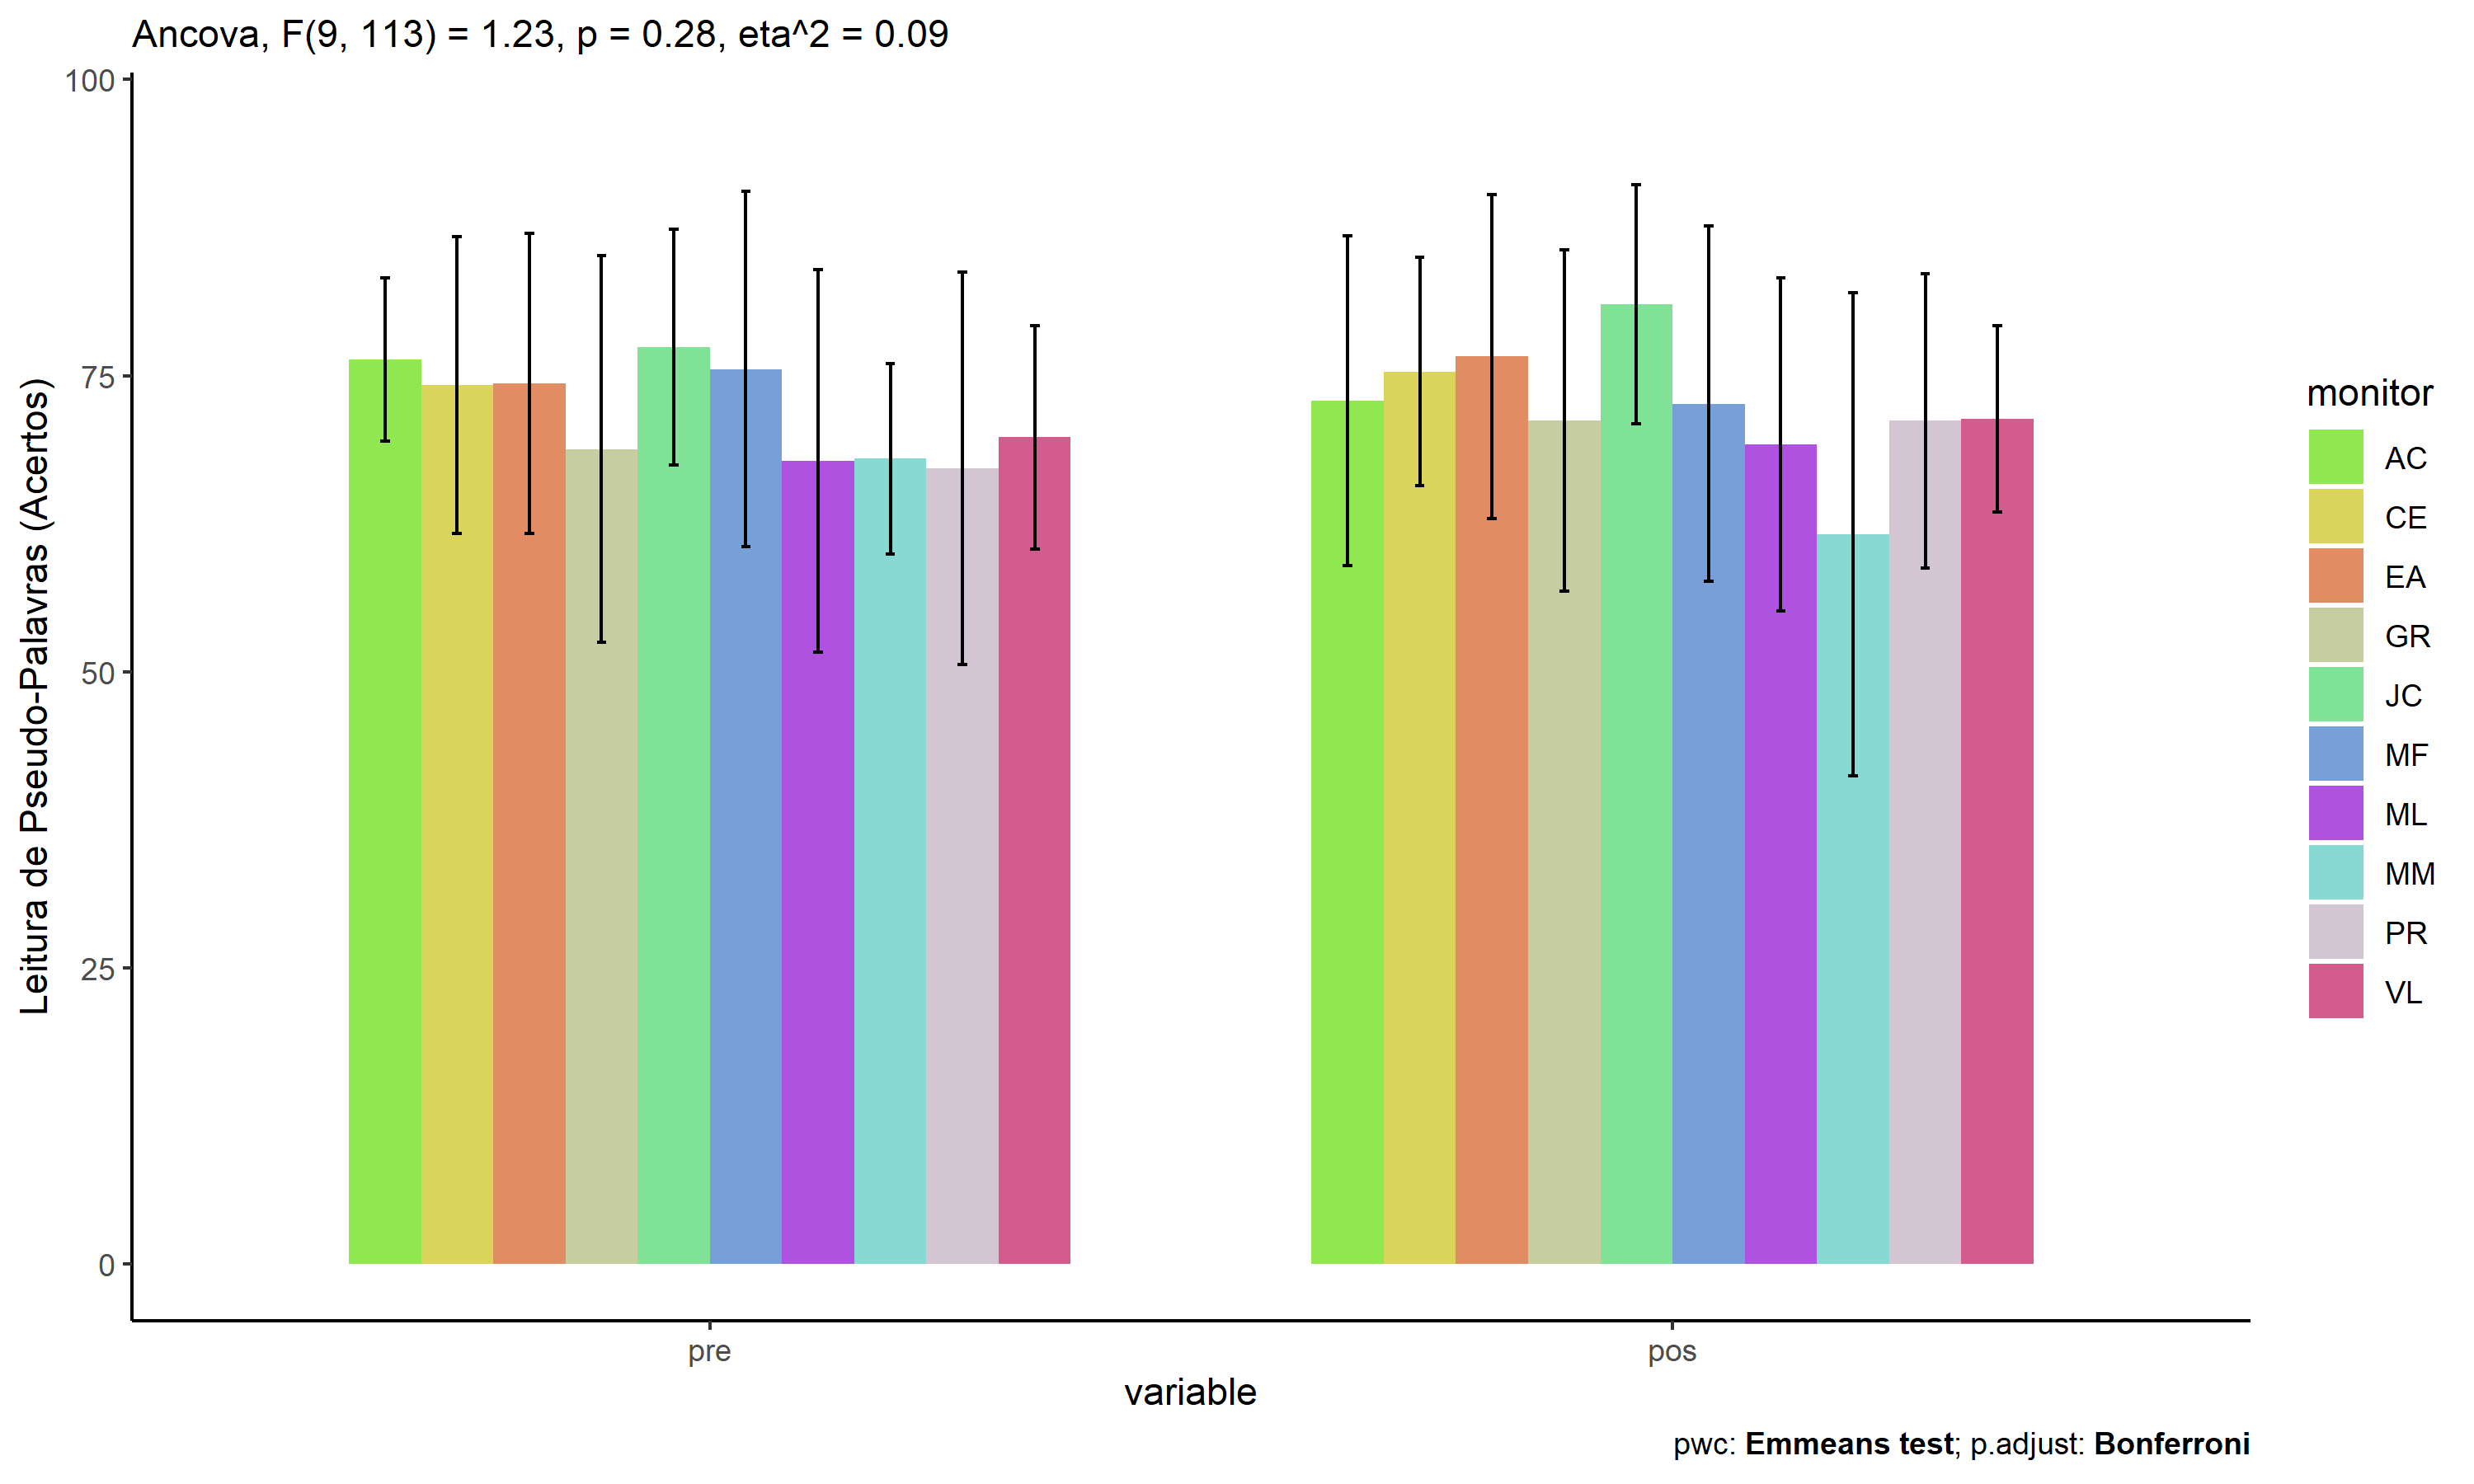 Ancova, F(9, 113) = 1.23, p = 0.28, eta^2 = 0.09
Leitura de Pseudo-Palavras (Acertos)
100
75
50
25
0
pre
pos
variable
monitor
AC
CE
EA
GR
JC
MF
ML
MM
PR
VL
pwc: Emmeans test; p.adjust: Bonferroni